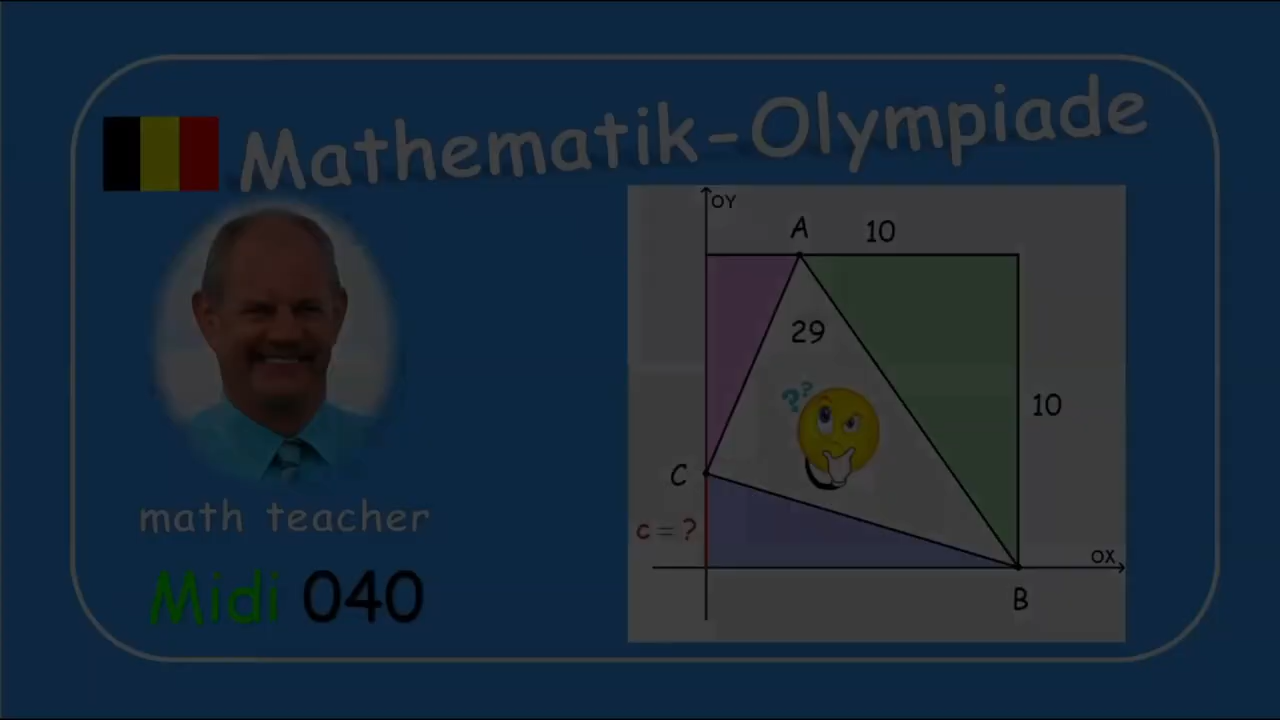 Mathematik-Olympiade
math teacher
Midi 040
OY
A
10
29
??
10
C
c = ?
OX
B